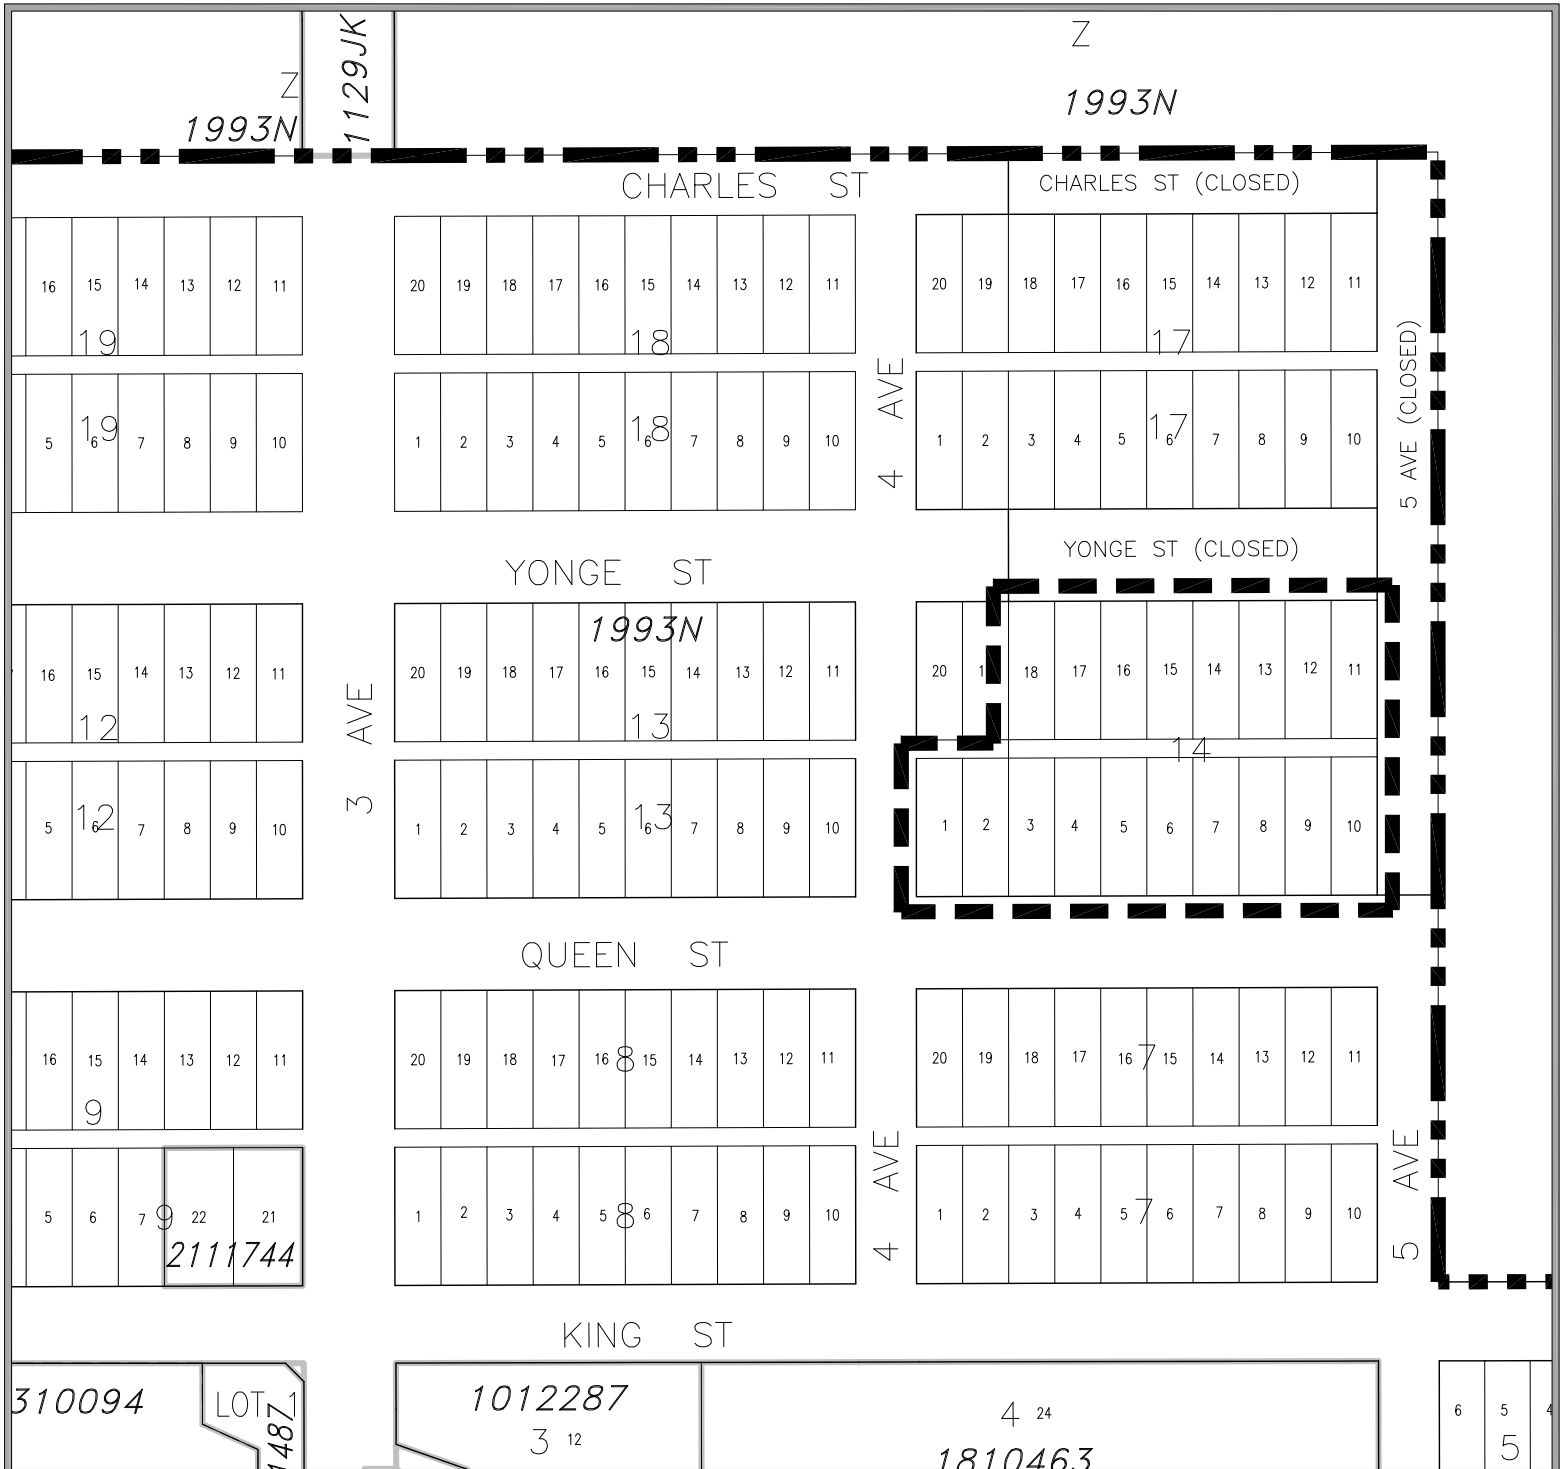 Z
Z
1129JK
1993N
1993N
CHARLES ST
CHARLES ST (CLOSED)
16 15 14 13 12 11
20 19 18 17 16 15 14 13 12 11
20 19 18 17 16 15 14 13 12 11
19
18
17
4 AVE
5 AVE (CLOSED)
19
18
17
5 6 7 8 9 10
1 2 3 4 5 6 7 8 9 10
1 2 3 4 5 6 7 8 9 10
YONGE ST
YONGE ST (CLOSED)
1993N
16 15 14 13 12 11
20 19 18 17 16 15 14 13 12 11
20 18 17 16 15 14 13 12 11
12
13
14
3 AVE
12
13
5 6 7 8 9 10
1 2 3 4 5 6 7 8 9 10
1 2 3 4 5 6 7 8 9 10
QUEEN ST
16 15 14 13 12 11
20 19 18 17 16 8 15 14 13 12 11
20 19 18 17 16 7 15 14 13 12 11
9
4 AVE
5 AVE
5 6 7 9 22 21
1 2 3 4 5 8 6 7 8 9 10
1 2 3 4 5 7 6 7 8 9 10
2111744
KING ST
310094
LOT 1
1487
1012287
3 12
4 24
1810463
6 5 4
5